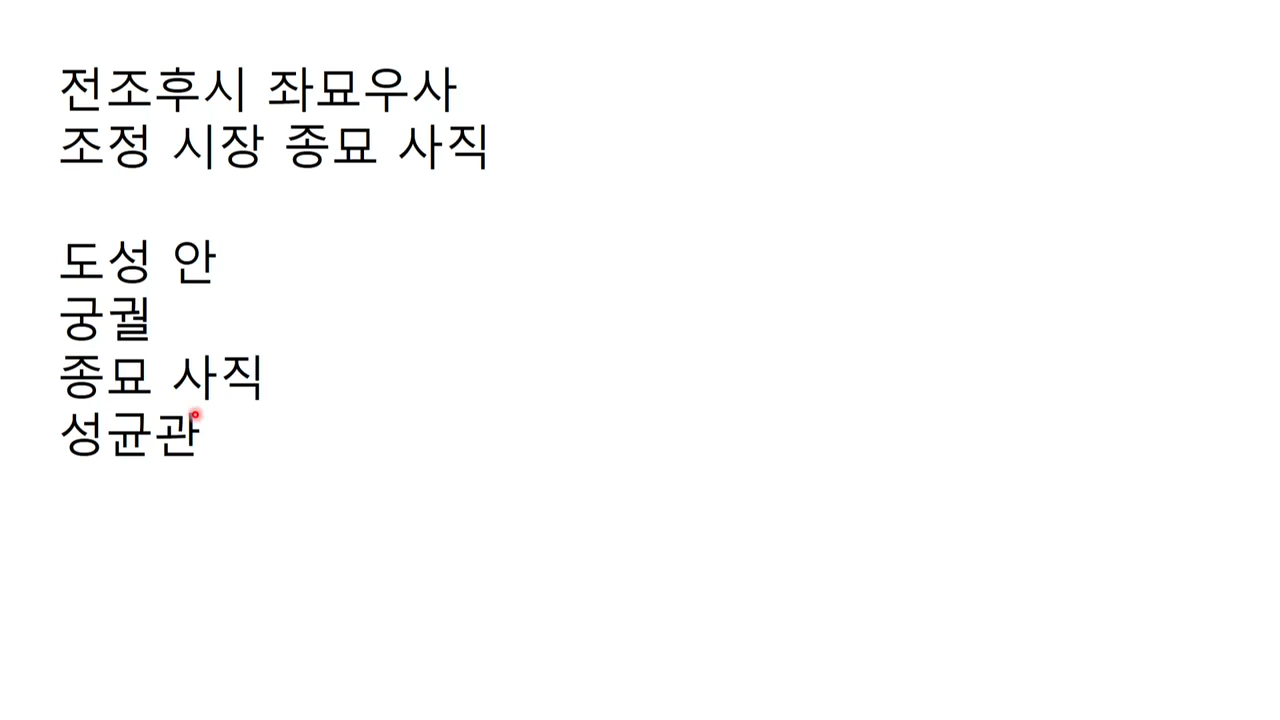 전조후시 좌묘우사
조정 시장 종묘 사직
도성 안
궁궐
종묘 사직
성균관